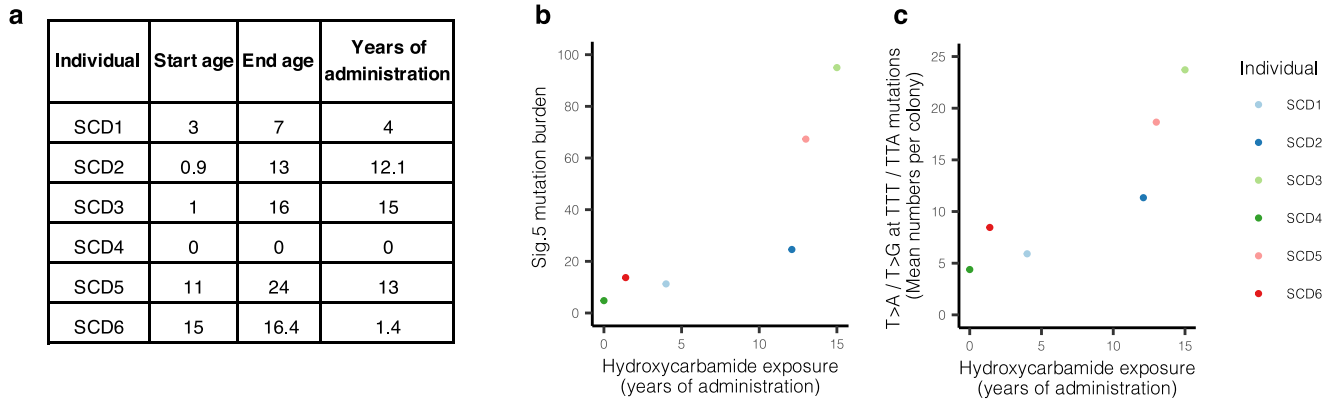 a
Individual Start age End age Years of
administration
SCD1 3 7 4
SCD2 0.9 13 12.1
SCD3 1 16 15
SCD4 0 0 0
SCD5 11 24 13
SCD6 15 16.4 1.4
b
Sig.5 mutation burden
100
80
60
40
20
0
0 5 10 15
Hydroxycarbamide exposure
(years of administration)
c
T>A / T>G at TTT / TTA mutations
(Mean numbers per colony)
25
20
15
10
5
0
0 5 10 15
Hydroxycarbamide exposure
(years of administration)
Individual
SCD1
SCD2
SCD3
SCD4
SCD5
SCD6